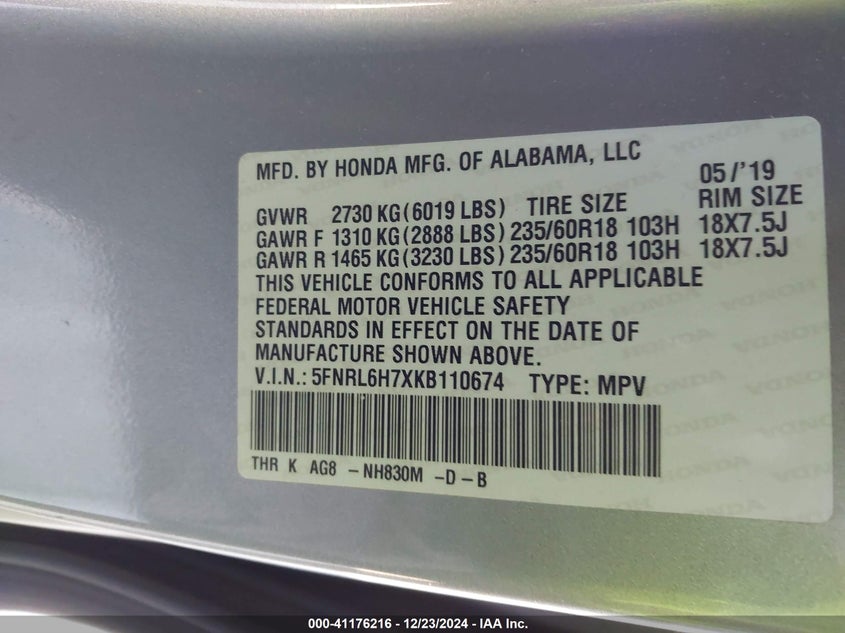 MFD. BY HONDA MFG. OF ALABAMA, LLC
05/'19
GVWR 2730 KG(6019 LBS) TIRE SIZE RIM SIZE
GAWR F 1310 KG(2888 LBS) 235/60R18 103H 18X7.5J
GAWR R 1465 KG(3230 LBS) 235/60R18 103H 18X7.5J
THIS VEHICLE CONFORMS TO ALL APPLICABLE
FEDERAL MOTOR VEHICLE SAFETY
STANDARDS IN EFFECT ON THE DATE OF
MANUFACTURE SHOWN ABOVE.
V.I.N.: 5FNRL6H7XKB110674 TYPE: MPV
THR K AG8 -NH830M -D-B
000-41176216 - 12/23/2024 - IAA Inc.